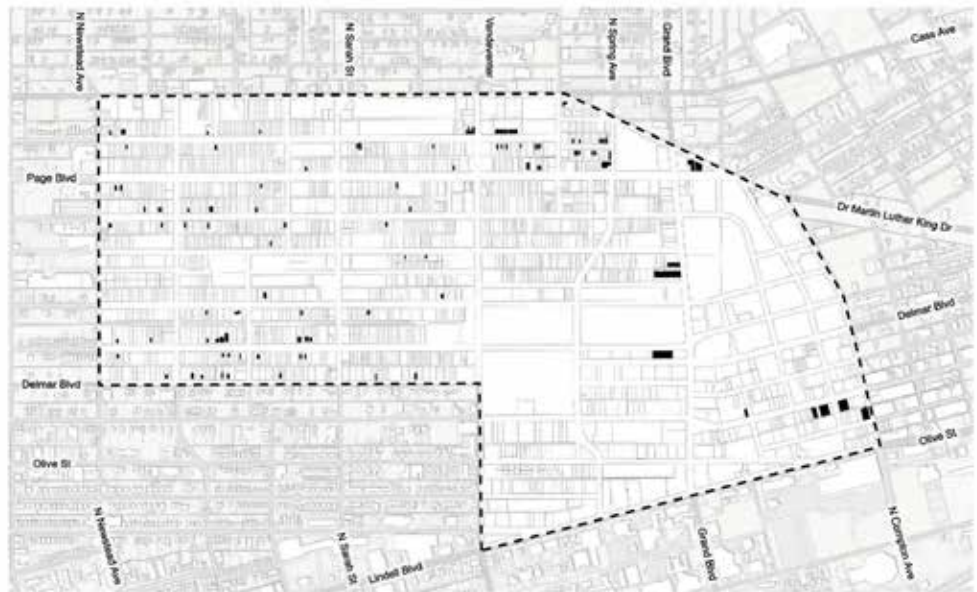 N Newstead Ave
N Sarah St
Vandeventer
N Spring Ave
Grand Blvd
Cass Ave
Page Blvd
Dr Martin Luther King Dr
Delmar Blvd
Delmar Blvd
Olive St
Olive St
N Newstead Ave
N Sarah St
Lindell Blvd
Grand Blvd
N Compton Ave